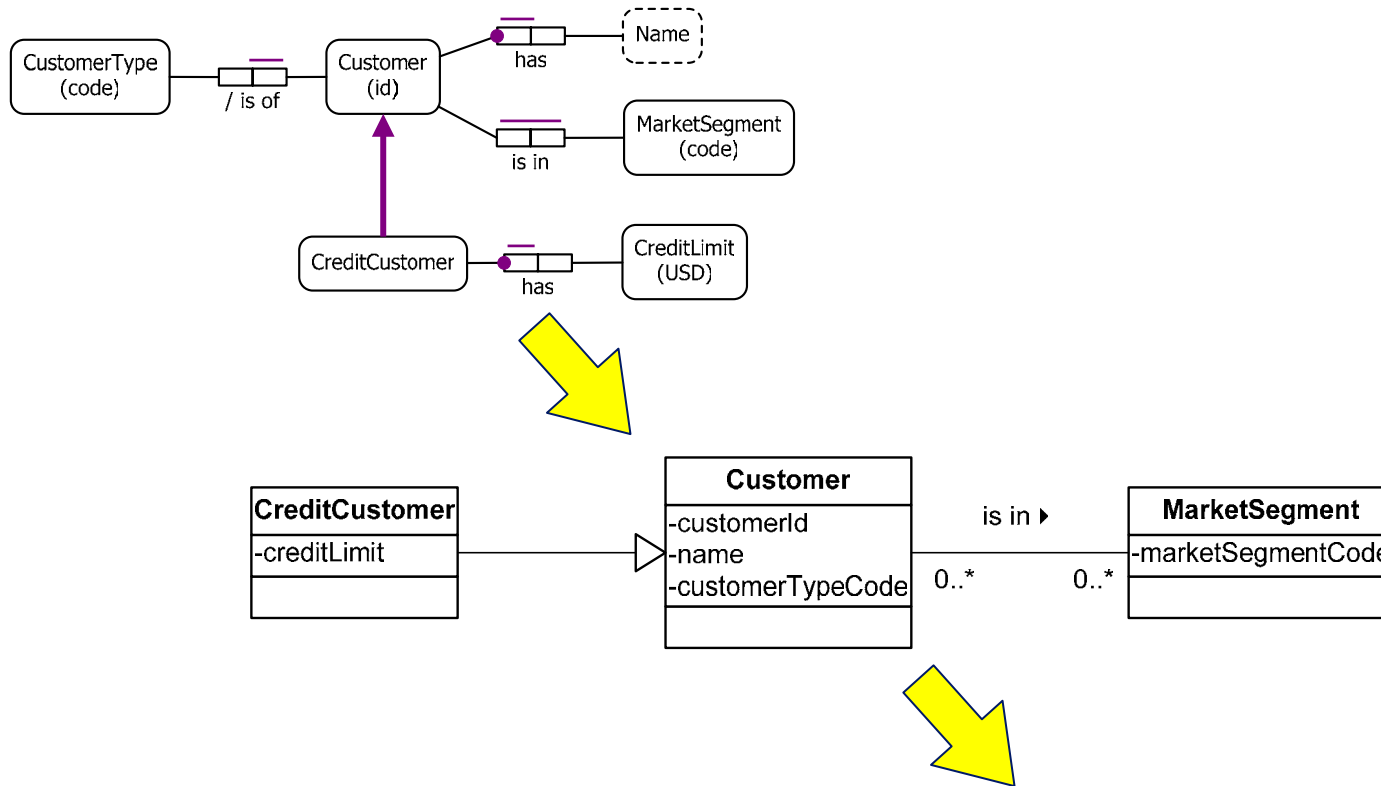 Name
has
CustomerType
(code)
/ is of
Customer
(id)
MarketSegment
(code)
is in
CreditCustomer
has
CreditLimit
(USD)
CreditCustomer
-creditLimit
Customer
-customerId
-name
-customerTypeCode
is in
0..*
0..*
MarketSegment
-marketSegmentCode